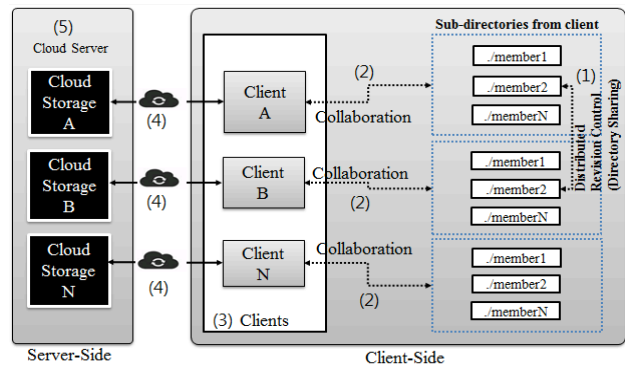 (5)
Cloud Server
Cloud
Storage
A
Cloud
Storage
B
Cloud
Storage
N
Server-Side
(4)
(4)
(4)
Client
A
Client
B
Client
N
(3) Clients
(2)
Collaboration
Collaboration
(2)
Collaboration
(2)
Sub-directories from client
./member1
./member2
./memberN
./member1
./member2
./memberN
./member1
./member2
./memberN
(1)
Distributed
Revision Control
(Directory Sharing)
Client-Side